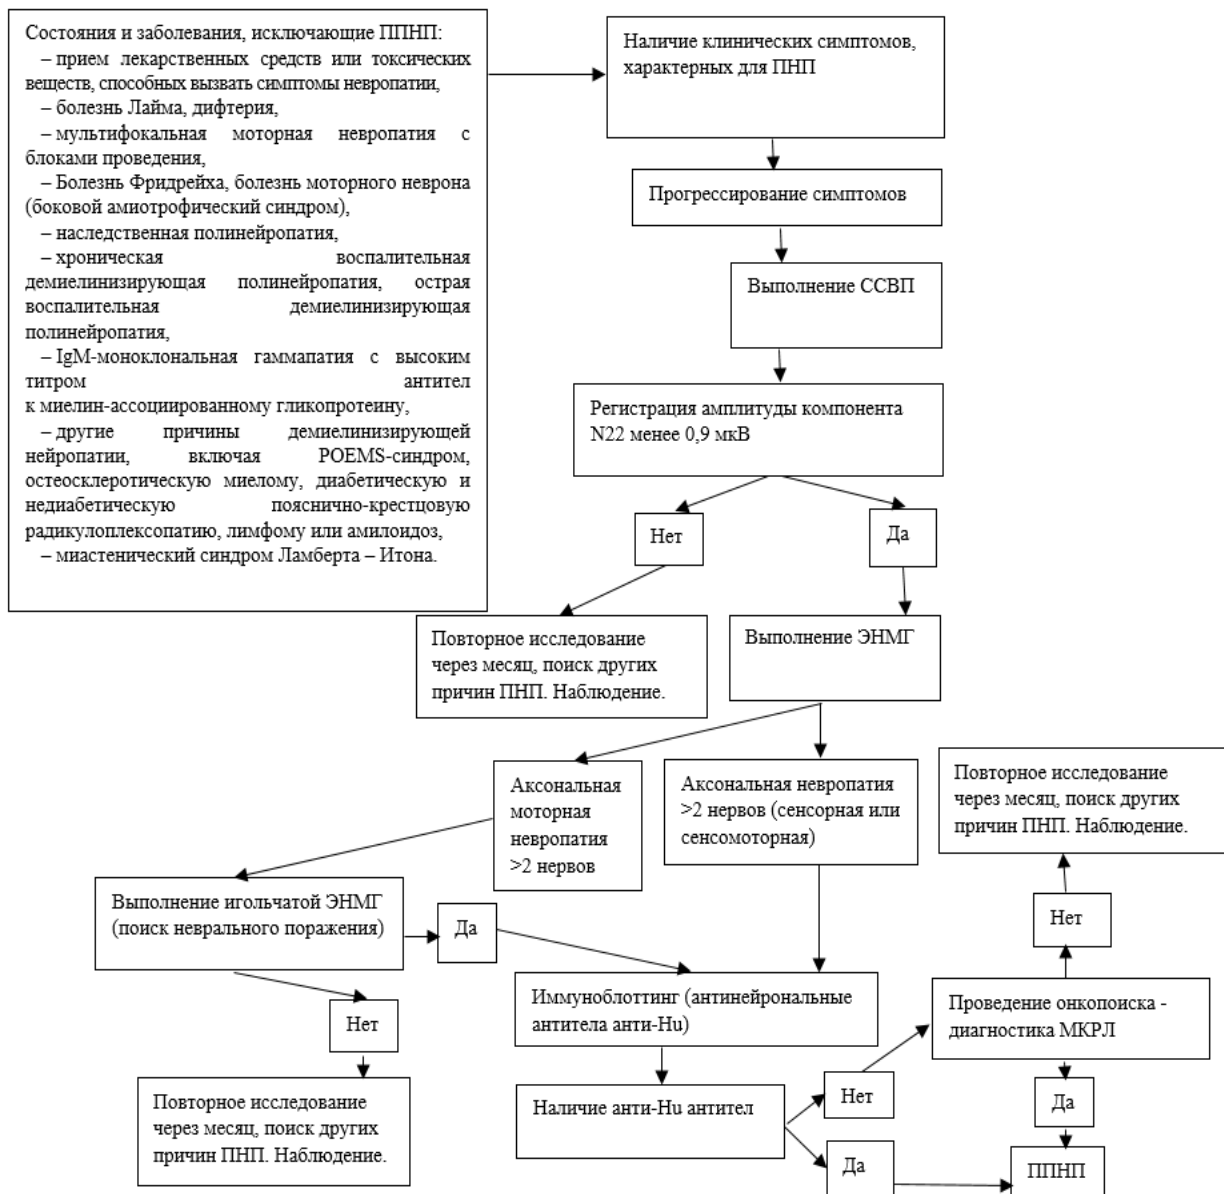 Состояния и заболевания, исключающие ППНП:
– прием лекарственных средств или токсических
веществ, способных вызвать симптомы невропатии,
– болезнь Лайма, дифтерия,
– мультифокальная моторная невропатия с
блоками проведения,
– Болезнь Фридрейха, болезнь моторного неврона
(боковой амиотрофический синдром),
– наследственная полинейропатия,
– хроническая воспалительная
демиелинизирующая полинейропатия, острая
воспалительная демиелинизирующая
полинейропатия,
– IgM-моноклональная гаммапатия с высоким
титром антител
к миелин-ассоциированному гликопротеину,
– другие причины демиелинизирующей
нейропатии, включая POEMS-синдром,
остеосклеротическую миелому, диабетическую и
недиабетическую пояснично-крестцовую
радикулоплексопатию, лимфому или амилоидоз,
– миастенический синдром Ламберта – Итона.
Наличие клинических симптомов,
характерных для ПНП
Прогрессирование симптомов
Выполнение ССВП
Регистрация амплитуды компонента
N22 менее 0,9 мкВ
Нет
Да
Повторное исследование
через месяц, поиск других
причин ПНП. Наблюдение.
Выполнение ЭНМГ
Аксональная
моторная
невропатия
>2 нервов
Аксональная невропатия
>2 нервов (сенсорная или
сенсомоторная)
Повторное исследование
через месяц, поиск других
причин ПНП. Наблюдение.
Выполнение игольчатой ЭНМГ
(поиск неврального поражения)
Да
Нет
Иммуноблоттинг (антинейрональные
антитела анти-Hu)
Проведение онкопоиска -
диагностика МКРЛ
Нет
Повторное исследование
через месяц, поиск других
причин ПНП. Наблюдение.
Наличие анти-Hu антител
Нет
Да
Да
ППНП